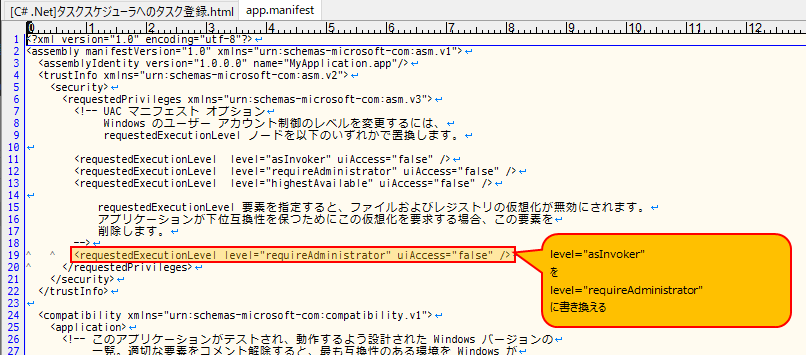 [C# .Net]タスクスケジューラへのタスク登録.html app.manifest
0 1 2 3 4 5 6 7 8 9 10 11 12
1 <?xml version="1.0" encoding="utf-8"?>↵
2 <assembly manifestVersion="1.0" xmlns="urn:schemas-microsoft-com:asm.v1">↵
3 <assemblyIdentity version="1.0.0.0" name="MyApplication.app"/>↵
4 <trustInfo xmlns="urn:schemas-microsoft-com:asm.v2">↵
5 <security>↵
6 <requestedPrivileges xmlns="urn:schemas-microsoft-com:asm.v3">↵
7 <!-- UAC マニフェスト オプション↵
8 Windows のユーザー アカウント制御のレベルを変更するには、↵
9 requestedExecutionLevel ノードを以下のいずれかで置換します。↵
10 ↵
11 <requestedExecutionLevel level="asInvoker" uiAccess="false" />↵
12 <requestedExecutionLevel level="requireAdministrator" uiAccess="false" />↵
13 <requestedExecutionLevel level="highestAvailable" uiAccess="false" />↵
14 ↵
15 requestedExecutionLevel 要素を指定すると、ファイルおよびレジストリの仮想化が無効にされます。↵
16 アプリケーションが下位互換性を保つためにこの仮想化を要求する場合、この要素を↵
17 削除します。↵
18 -->↵
19 ^ ^ <requestedExecutionLevel level="requireAdministrator" uiAccess="false" />↵
20 ^ </requestedPrivileges>↵
21 </security>↵
22 </trustInfo>↵
23 ↵
24 <compatibility xmlns="urn:schemas-microsoft-com:compatibility.v1">↵
25 <application>↵
26 <!-- このアプリケーションがテストされ、動作するよう設計された Windows バージョンの↵
27 一覧。適切な要素をコメント解除すると、最も互換性のある環境を Windows が
level="asInvoker"
を
level="requireAdministrator"
に書き換える